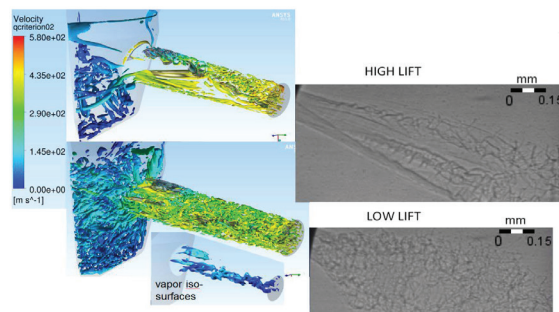 Velocity
qcriterion02
5.80e+02
4.35e+02
2.90e+02
1.45e+02
0.00e+00
[m s^-1]
vapor iso-
surfaces
HIGH LIFT
mm
0 0.15
LOW LIFT
mm
0 0.15